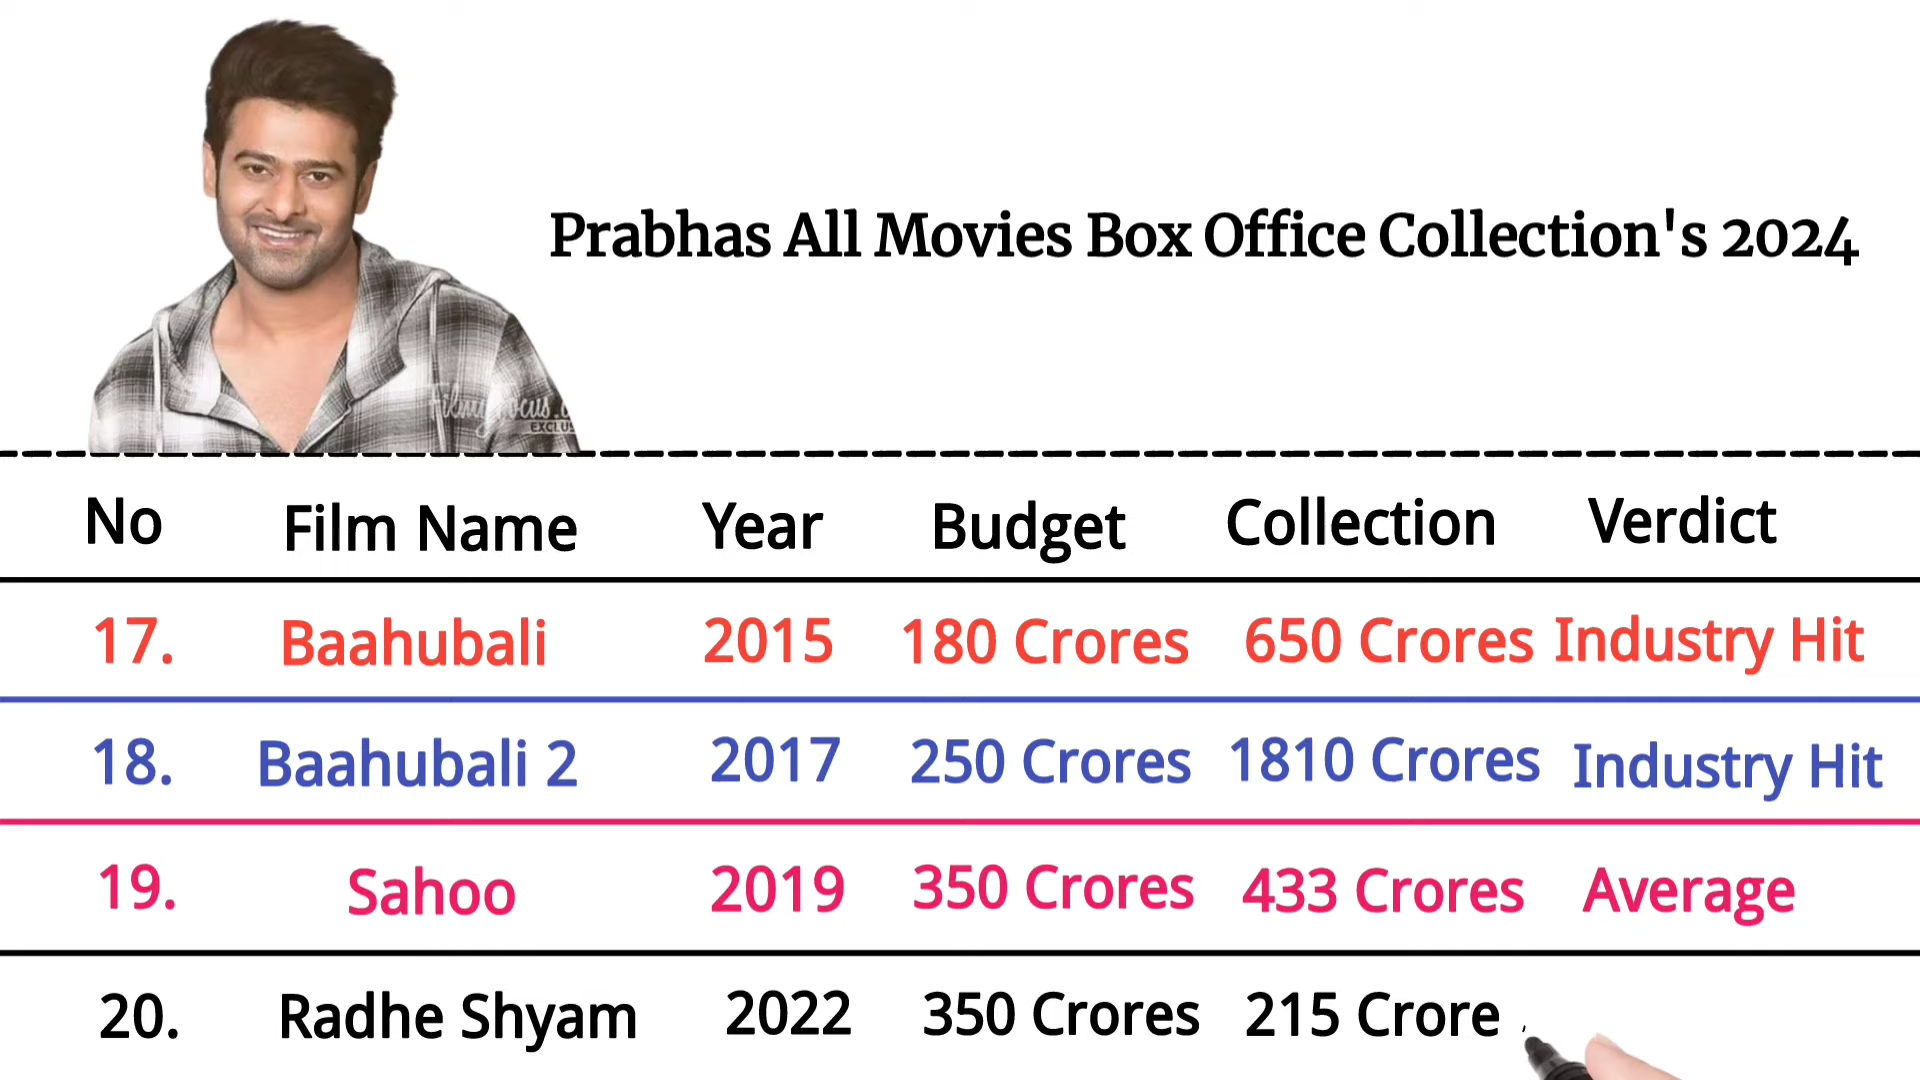 Prabhas All Movies Box Office Collection's 2024
EXCLUS
No Film Name Year Budget Collection Verdict
17. Baahubali 2015 180 Crores 650 Crores Industry Hit
18. Baahubali 2 2017 250 Crores 1810 Crores Industry Hit
19. Sahoo 2019 350 Crores 433 Crores Average
20. Radhe Shyam 2022 350 Crores 215 Crore